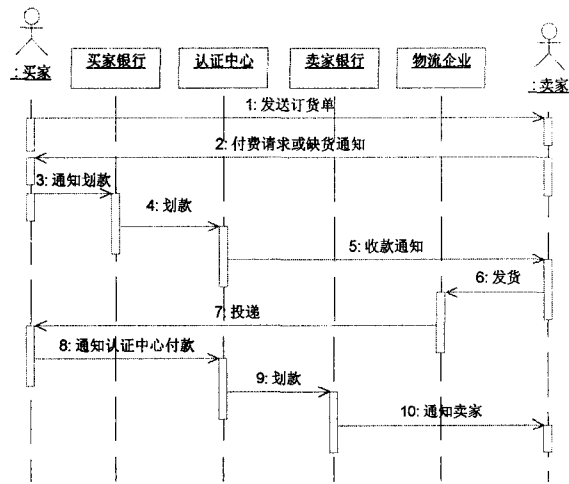 买家银行
认证中心
卖家银行
物流企业
: 买家
: 卖家
1: 发送订货单
2: 付费请求或缺货通知
3: 通知划款
4: 划款
5: 收款通知
6: 发货
7: 投递
8: 通知认证中心付款
9: 划款
10: 通知卖家